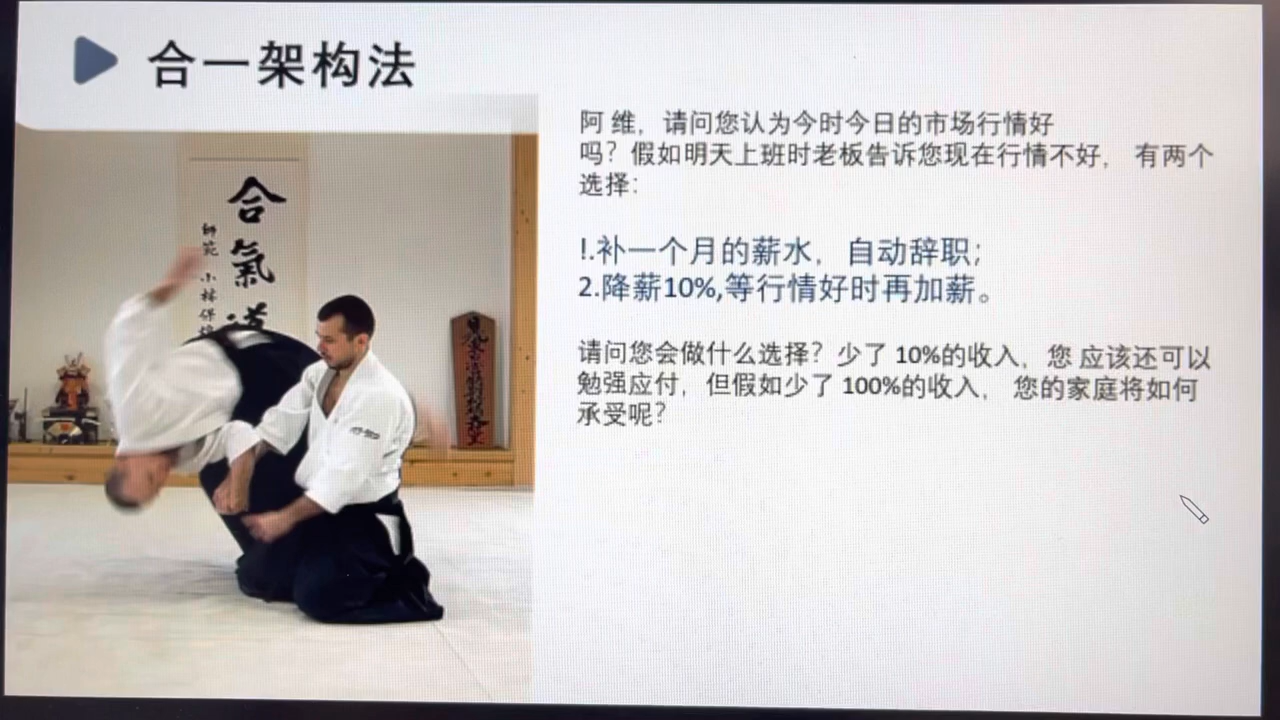 合一架构法
阿 维，请问您认为今时今日的市场行情好
吗？假如明天上班时老板告诉您现在行情不好， 有两个
选择：
!.补一个月的薪水，自动辞职；
2.降薪10%,等行情好时再加薪。
请问您会做什么选择？少了 10%的收入，您 应该还可以
勉强应付，但假如少了 100%的收入， 您的家庭将如何
承受呢？
合氣道
師範 小林保